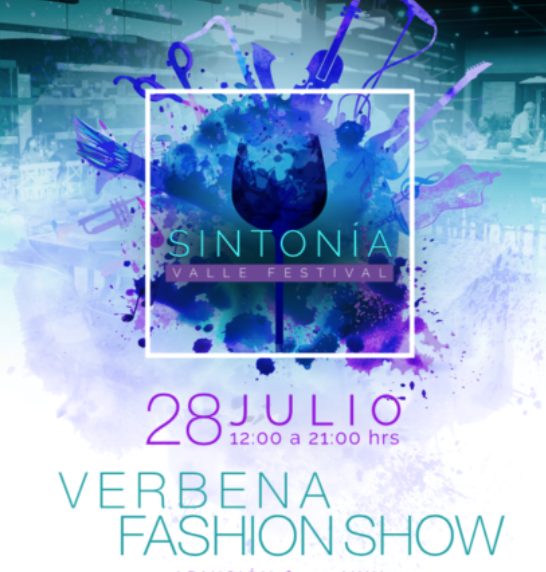 SINTONÍA
VALLE FESTIVAL
28 JULIO
12:00 a 21:00 hrs
VERBENA
FASHION SHOW